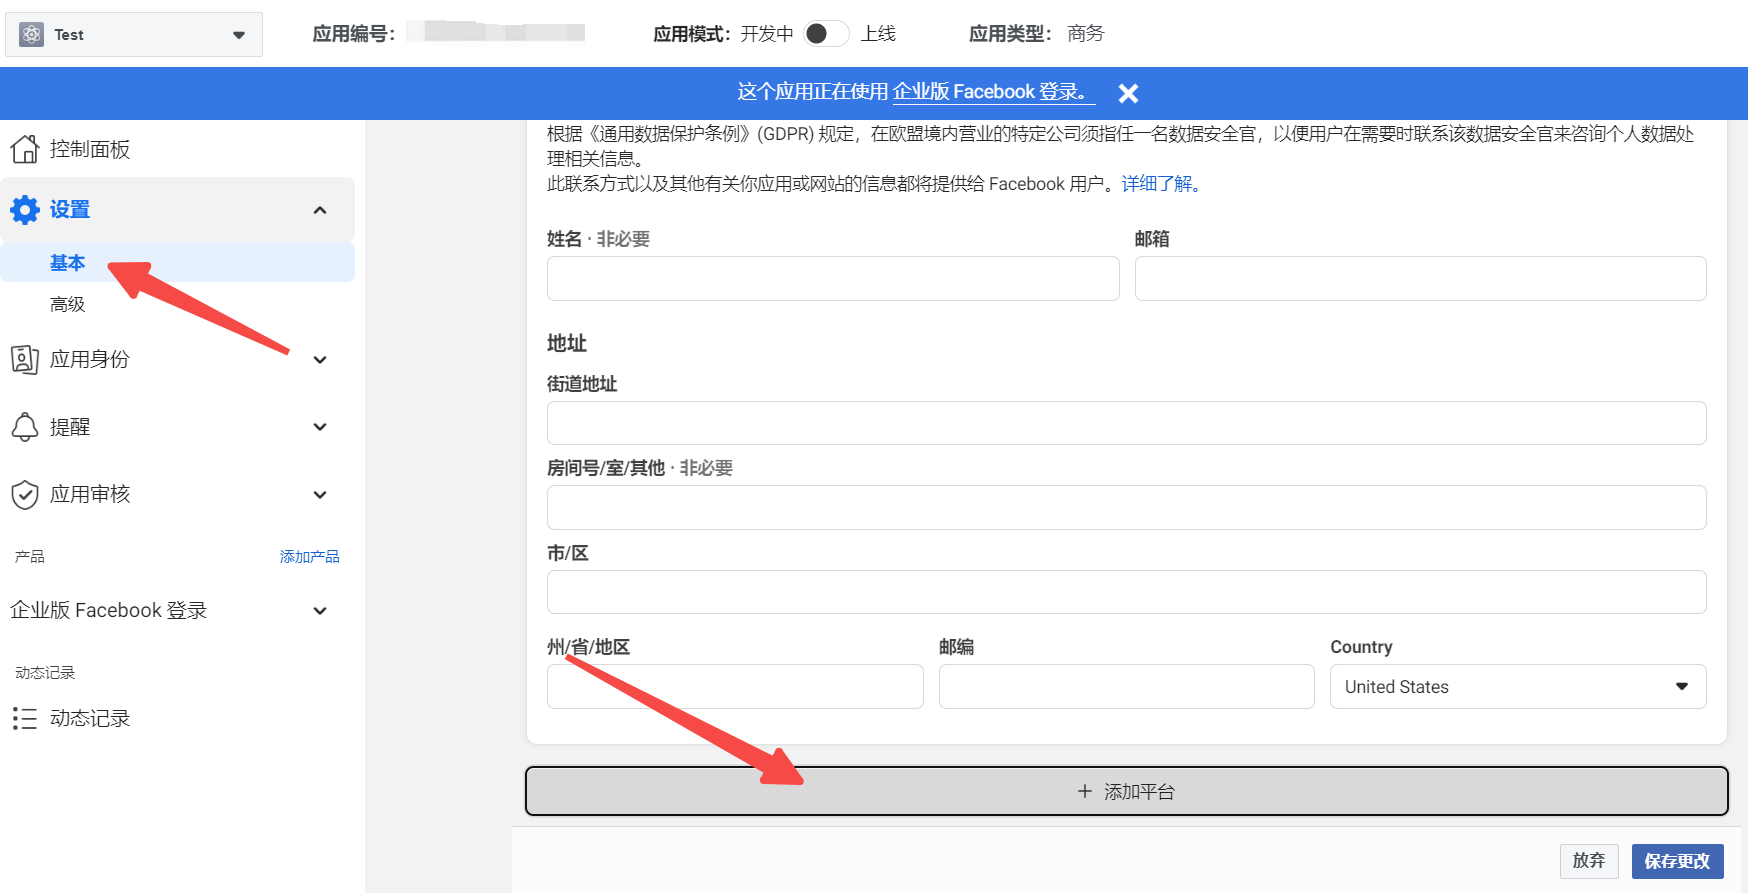 Test
应用编号：
应用模式：开发中 上线
应用类型： 商务
这个应用正在使用 企业版 Facebook 登录。
控制面板
设置
基本
高级
应用身份
提醒
应用审核
产品 添加产品
企业版 Facebook 登录
动态记录
动态记录
根据《通用数据保护条例》(GDPR) 规定，在欧盟境内营业的特定公司须指任一名数据安全官，以便用户在需要时联系该数据安全官来咨询个人数据处
理相关信息。
此联系方式以及其他有关你应用或网站的信息都将提供给 Facebook 用户。详细了解。
姓名 · 非必要 邮箱
地址
街道地址
房间号/室/其他 · 非必要
市/区
州/省/地区 邮编 Country
United States
+ 添加平台
放弃 保存更改